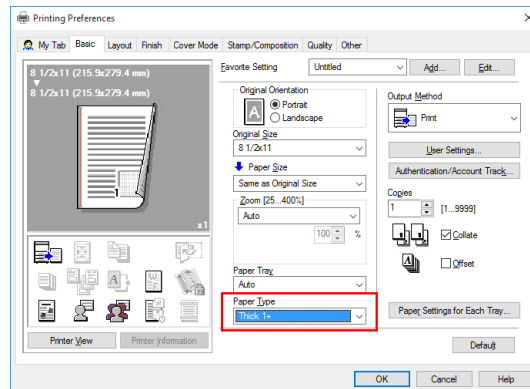 Printing Preferences
My Tab Basic Layout Finish Cover Mode Stamp/Composition Quality Other
8 1/2x11 (215.9x279.4 mm)
8 1/2x11 (215.9x279.4 mm)
1
x1
Printer View Printer Information
Favorite Setting Untitled Add... Edit...
Original Orientation
A
Portrait
Landscape
Original Size
8 1/2x11
Paper Size
Same as Original Size
Zoom [25...400%]
Auto
100 %
Paper Tray
Auto
Paper Type
Thick 1+
Output Method
Print
User Settings...
Authentication/Account Track...
Copies
1 [1...9999]
Collate
Offset
Paper Settings for Each Tray...
Default
OK Cancel Help